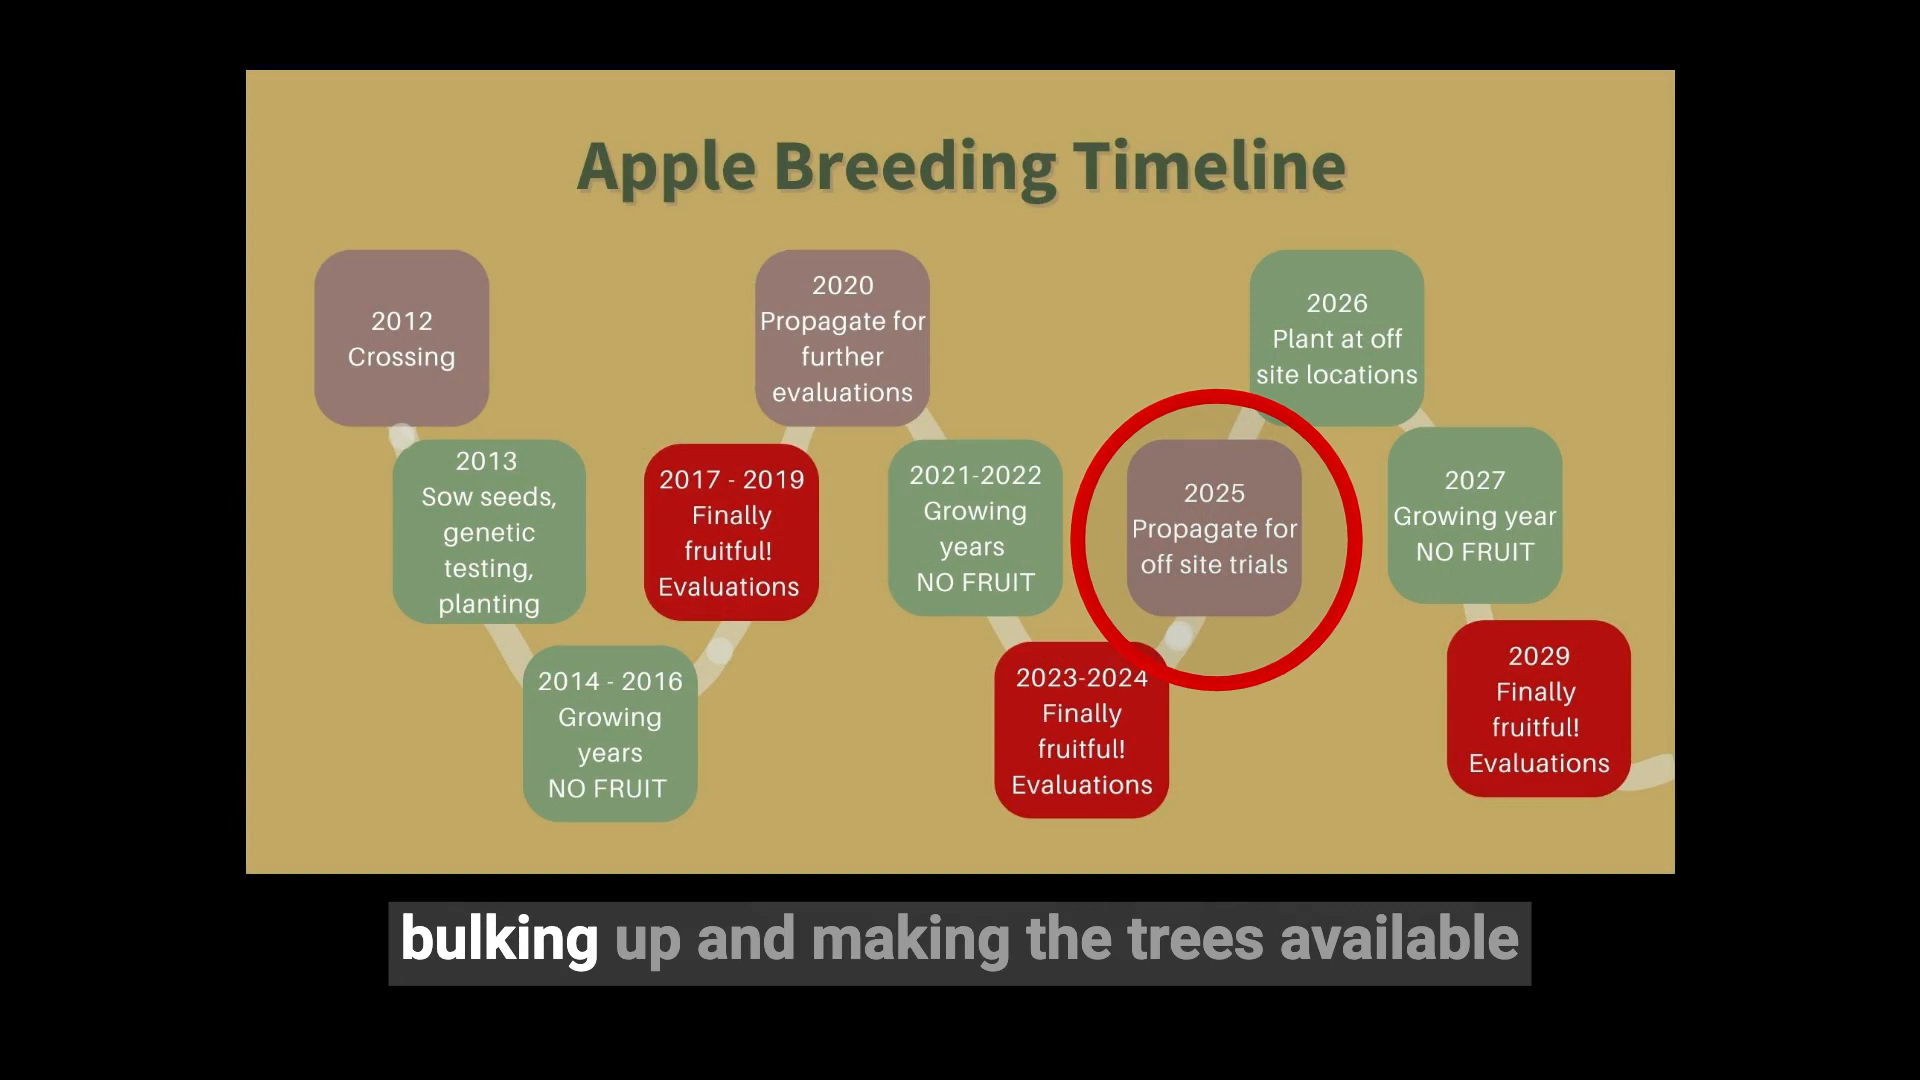 Apple Breeding Timeline
2012
Crossing
2013
Sow seeds,
genetic
testing,
planting
2014 - 2016
Growing
years
NO FRUIT
2017 - 2019
Finally
fruitful!
Evaluations
2020
Propagate for
further
evaluations
2021-2022
Growing
years
NO FRUIT
2023-2024
Finally
fruitful!
Evaluations
2025
Propagate for
off site trials
2026
Plant at off
site locations
2027
Growing year
NO FRUIT
2029
Finally
fruitful!
Evaluations
bulking up and making the trees available